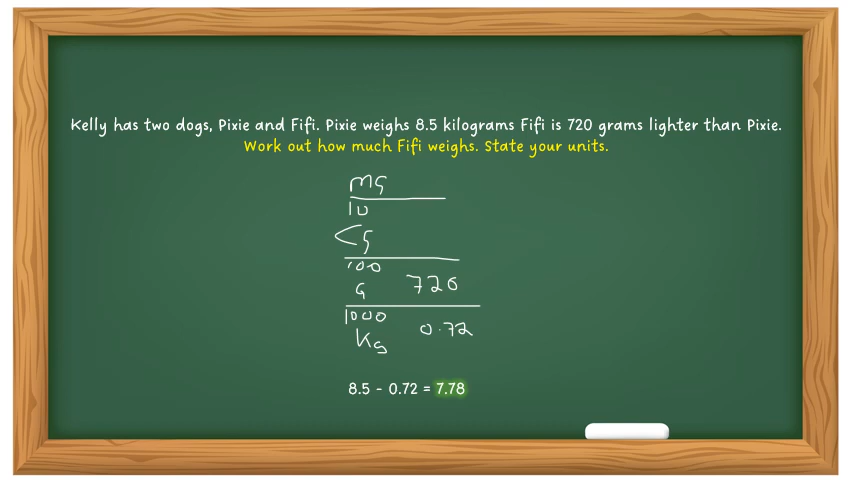 Kelly has two dogs, Pixie and Fifi. Pixie weighs 8.5 kilograms Fifi is 720 grams lighter than Pixie.
Work out how much Fifi weighs. State your units.
mg
10
cg
100
g 720
1000
Kg 0.72
8.5 - 0.72 = 7.78